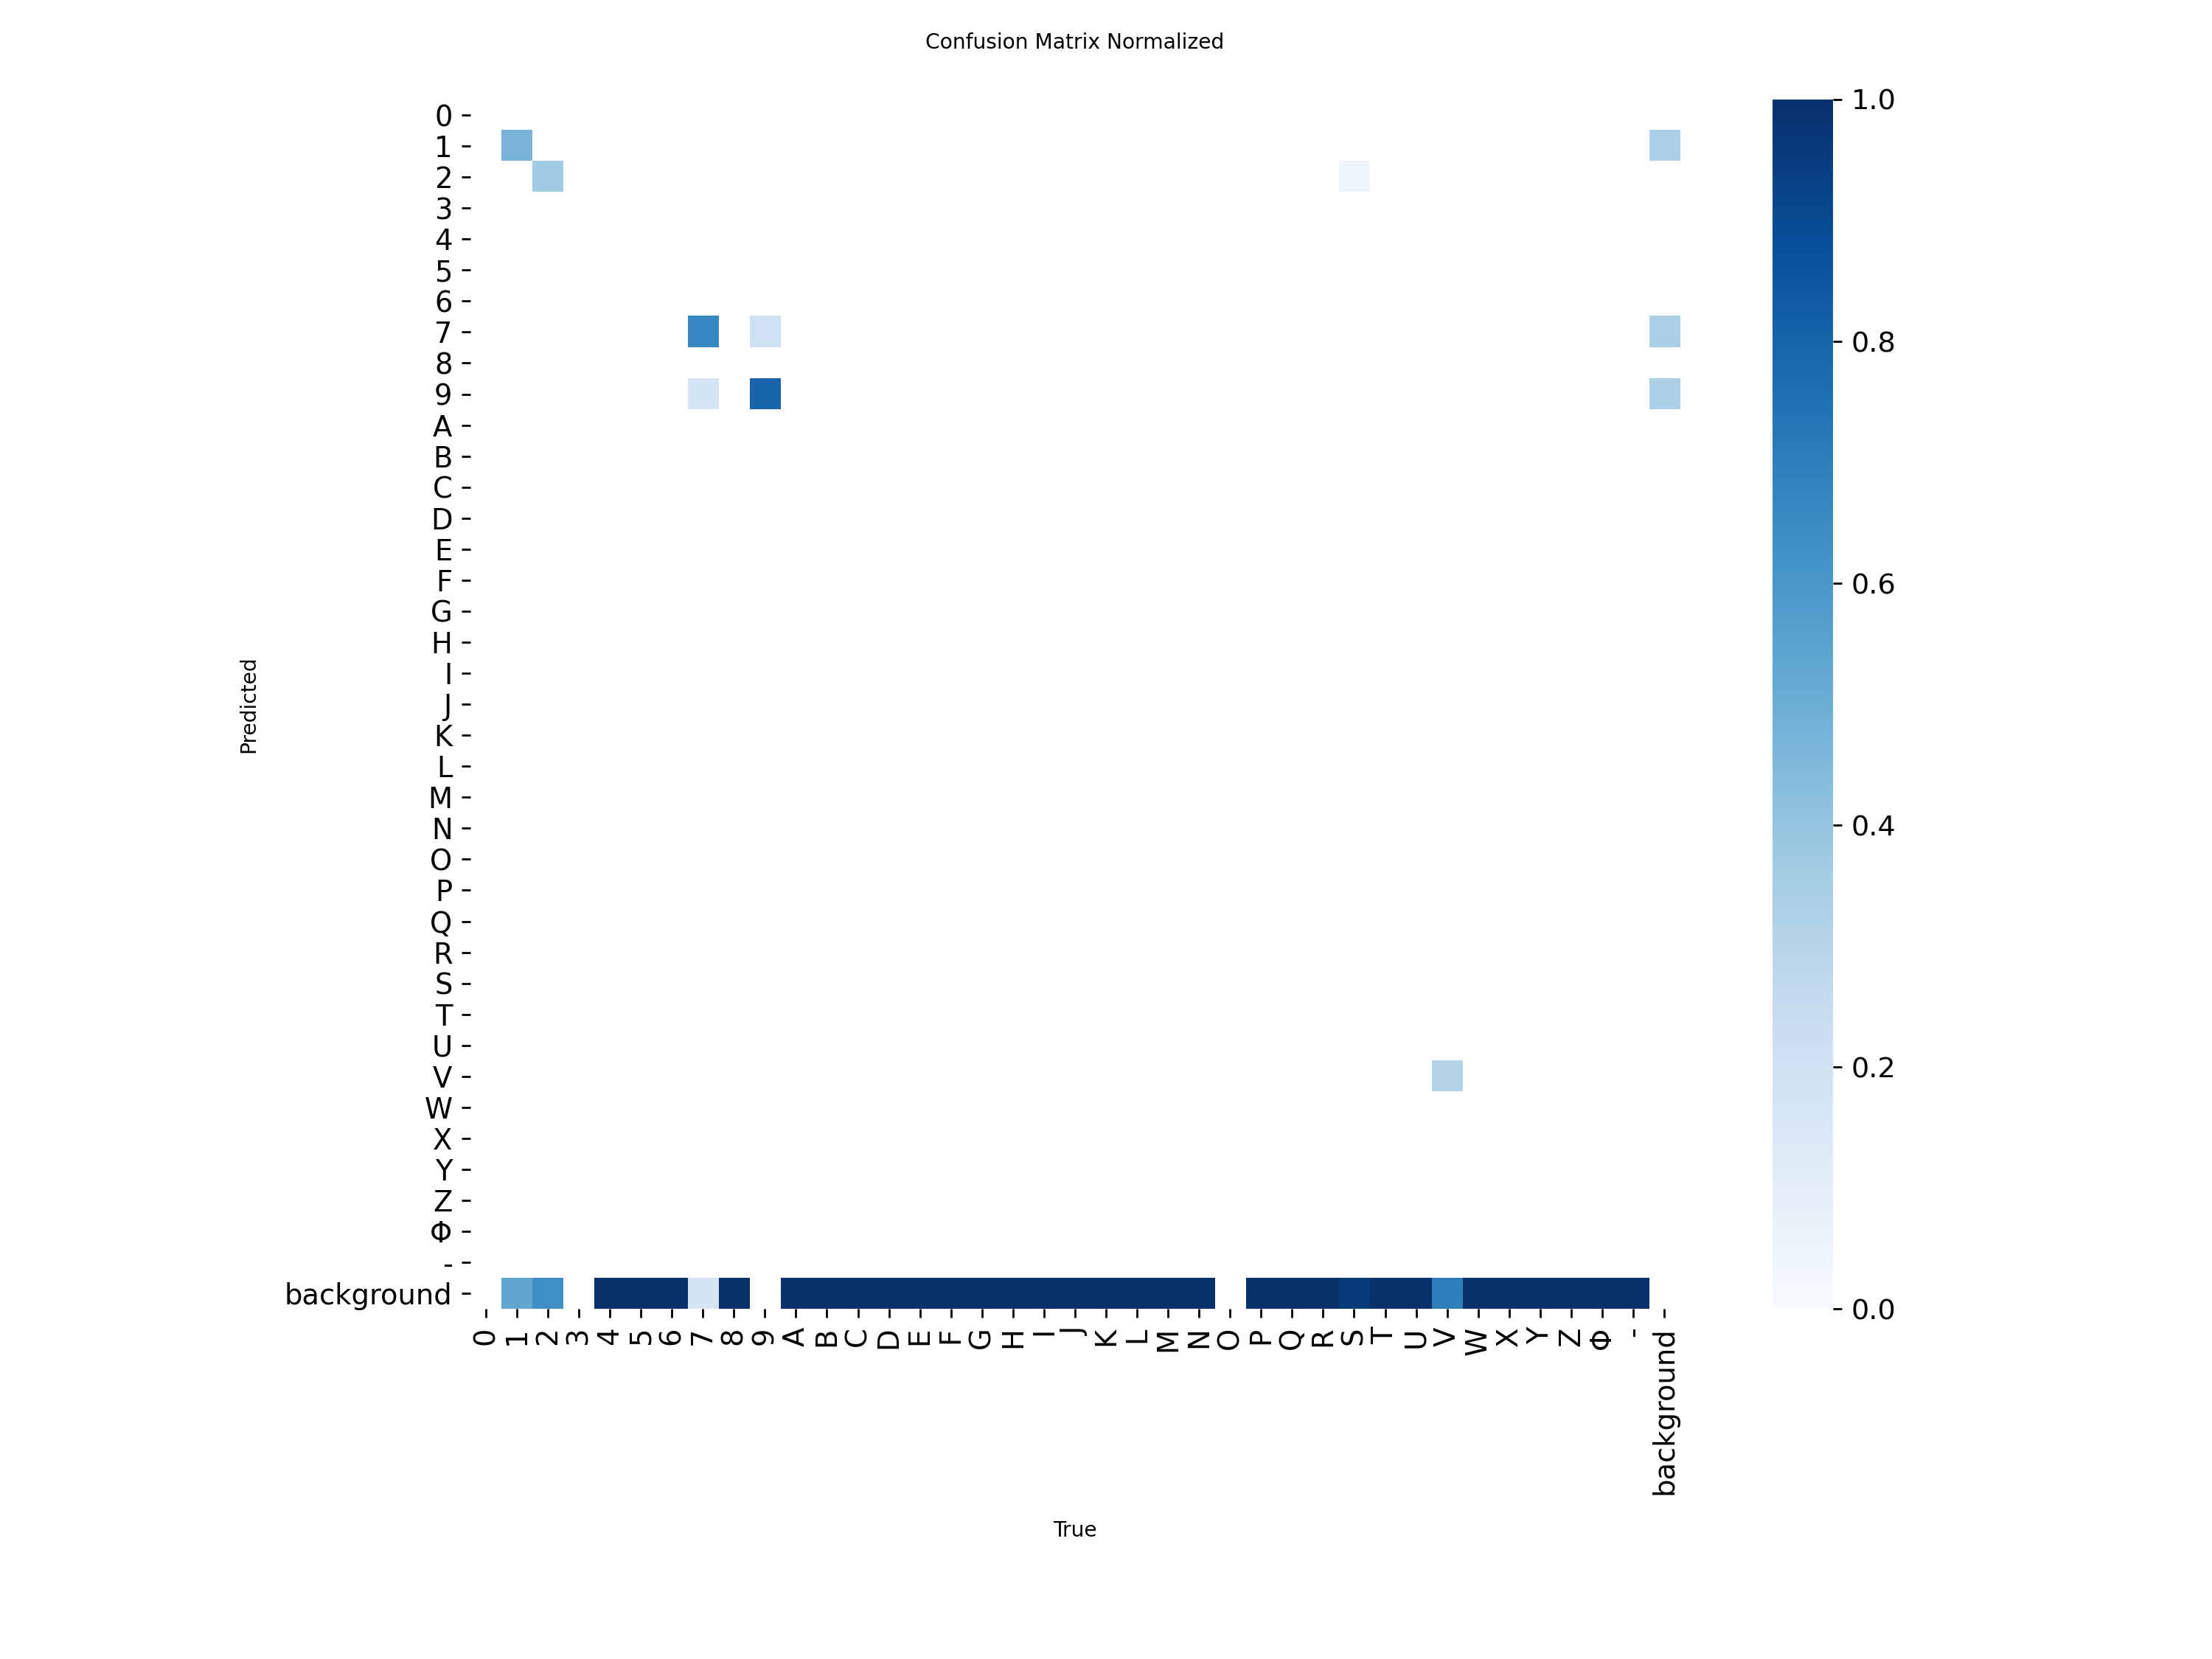 Confusion Matrix Normalized
0
1
2
3
4
5
6
7
8
9
A
B
C
D
E
F
G
H
I
J
K
L
M
N
O
P
Q
R
S
T
U
V
W
X
Y
Z
Φ
-
background
Predicted
0 1 2 3 4 5 6 7 8 9 A B C D E F G H I J K L M N O P Q R S T U V W X Y Z Φ - background
True
1.0
0.8
0.6
0.4
0.2
0.0